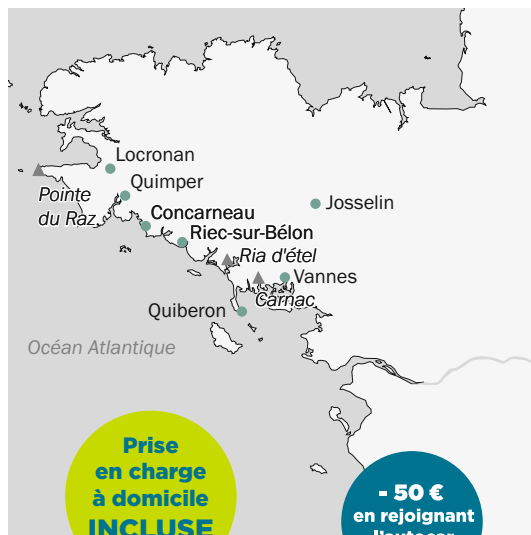 Locronan
Quimper
Pointe
du Raz
Concarneau
Josselin
Riec-sur-Bélon
Ria d'étel
Vannes
Carnac
Quiberon
Océan Atlantique
Prise
en charge
à domicile
INCLUSE
- 50 €
en rejoignant
l'autocar